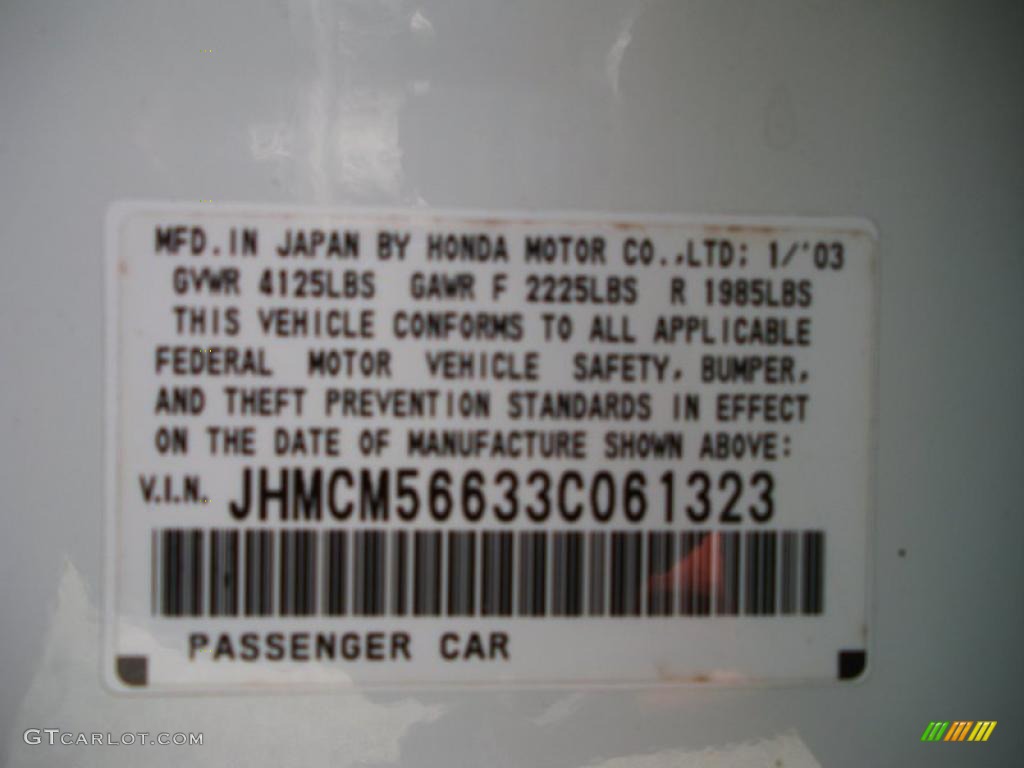 MFD. IN JAPAN BY HONDA MOTOR CO., LTD: 1/'03
GVWR 4125LBS GAWR F 2225LBS R 1985LBS
THIS VEHICLE CONFORMS TO ALL APPLICABLE
FEDERAL MOTOR VEHICLE SAFETY, BUMPER,
AND THEFT PREVENTION STANDARDS IN EFFECT
ON THE DATE OF MANUFACTURE SHOWN ABOVE:
V.I.N. JHMCM56633C061323
PASSENGER CAR
GTCARLOT.COM